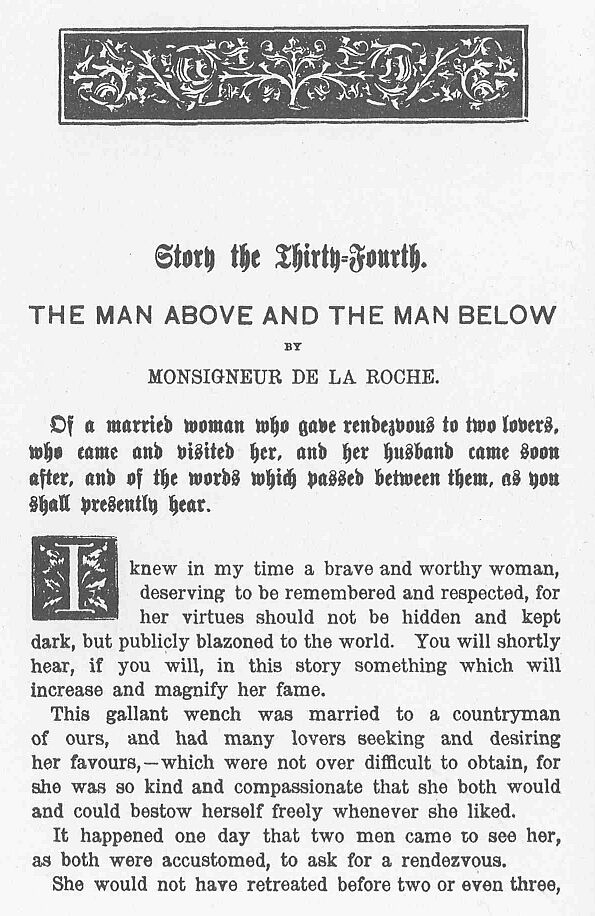 Story the Thirty-Fourth.
THE MAN ABOVE AND THE MAN BELOW
BY
MONSIGNEUR DE LA ROCHE.
Of a married woman who gave rendezvous to two lovers,
who came and visited her, and her husband came soon
after, and of the words which passed between them, as you
shall presently hear.
I knew in my time a brave and worthy woman,
deserving to be remembered and respected, for
her virtues should not be hidden and kept
dark, but publicly blazoned to the world. You will shortly
hear, if you will, in this story something which will
increase and magnify her fame.
This gallant wench was married to a countryman
of ours, and had many lovers seeking and desiring
her favours,—which were not over difficult to obtain, for
she was so kind and compassionate that she both would
and could bestow herself freely whenever she liked.
It happened one day that two men came to see her,
as both were accustomed, to ask for a rendezvous.
She would not have retreated before two or even three,